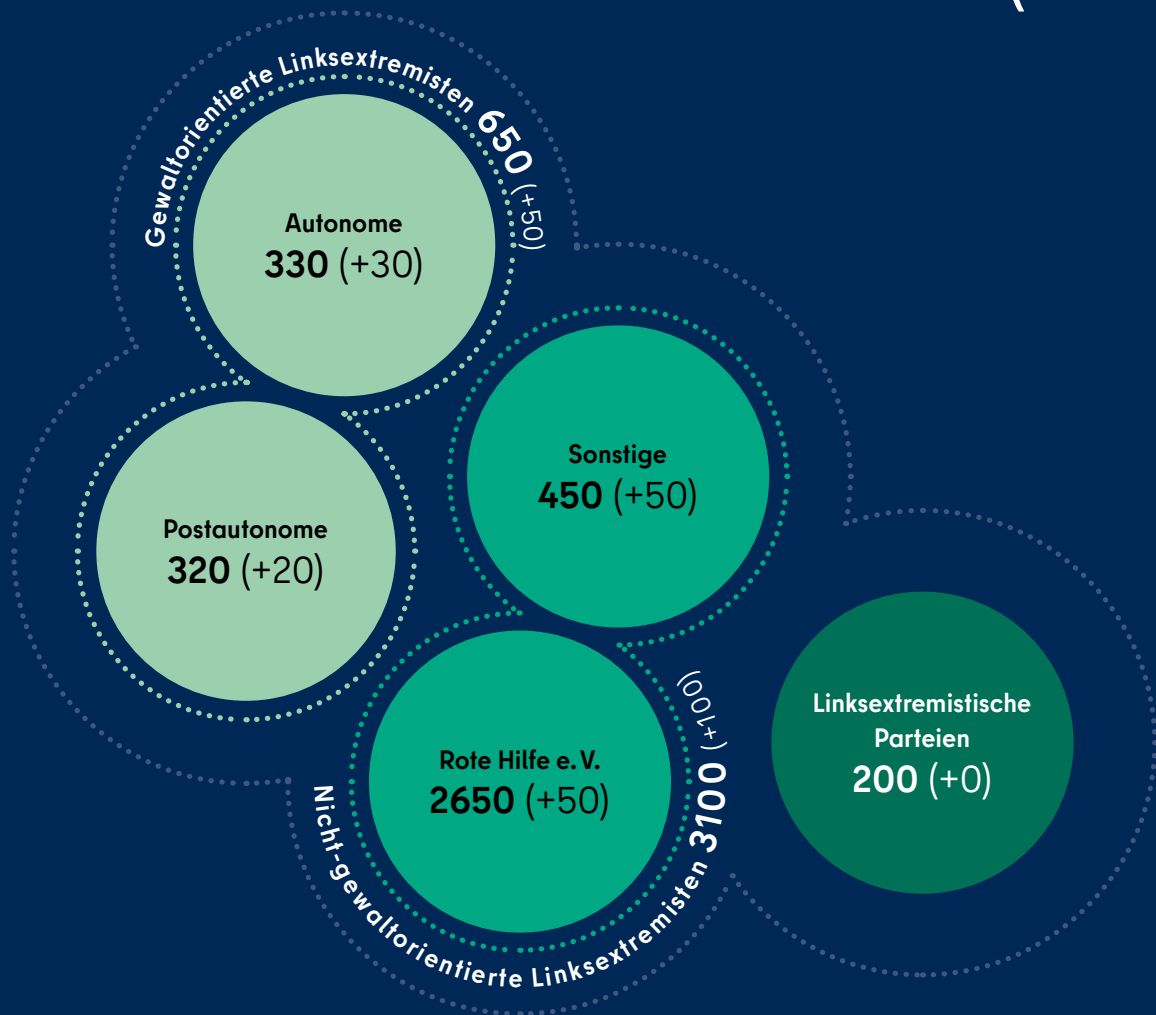 Gewaltorientierte Linksextremisten 650 (+50)
Autonome
330 (+30)
Sonstige
450 (+50)
Postautonome
320 (+20)
Linksextremistische
Parteien
200 (+0)
Rote Hilfe e. V.
2650 (+50)
Nicht-gewaltorientierte Linksextremisten 3100 (+100)